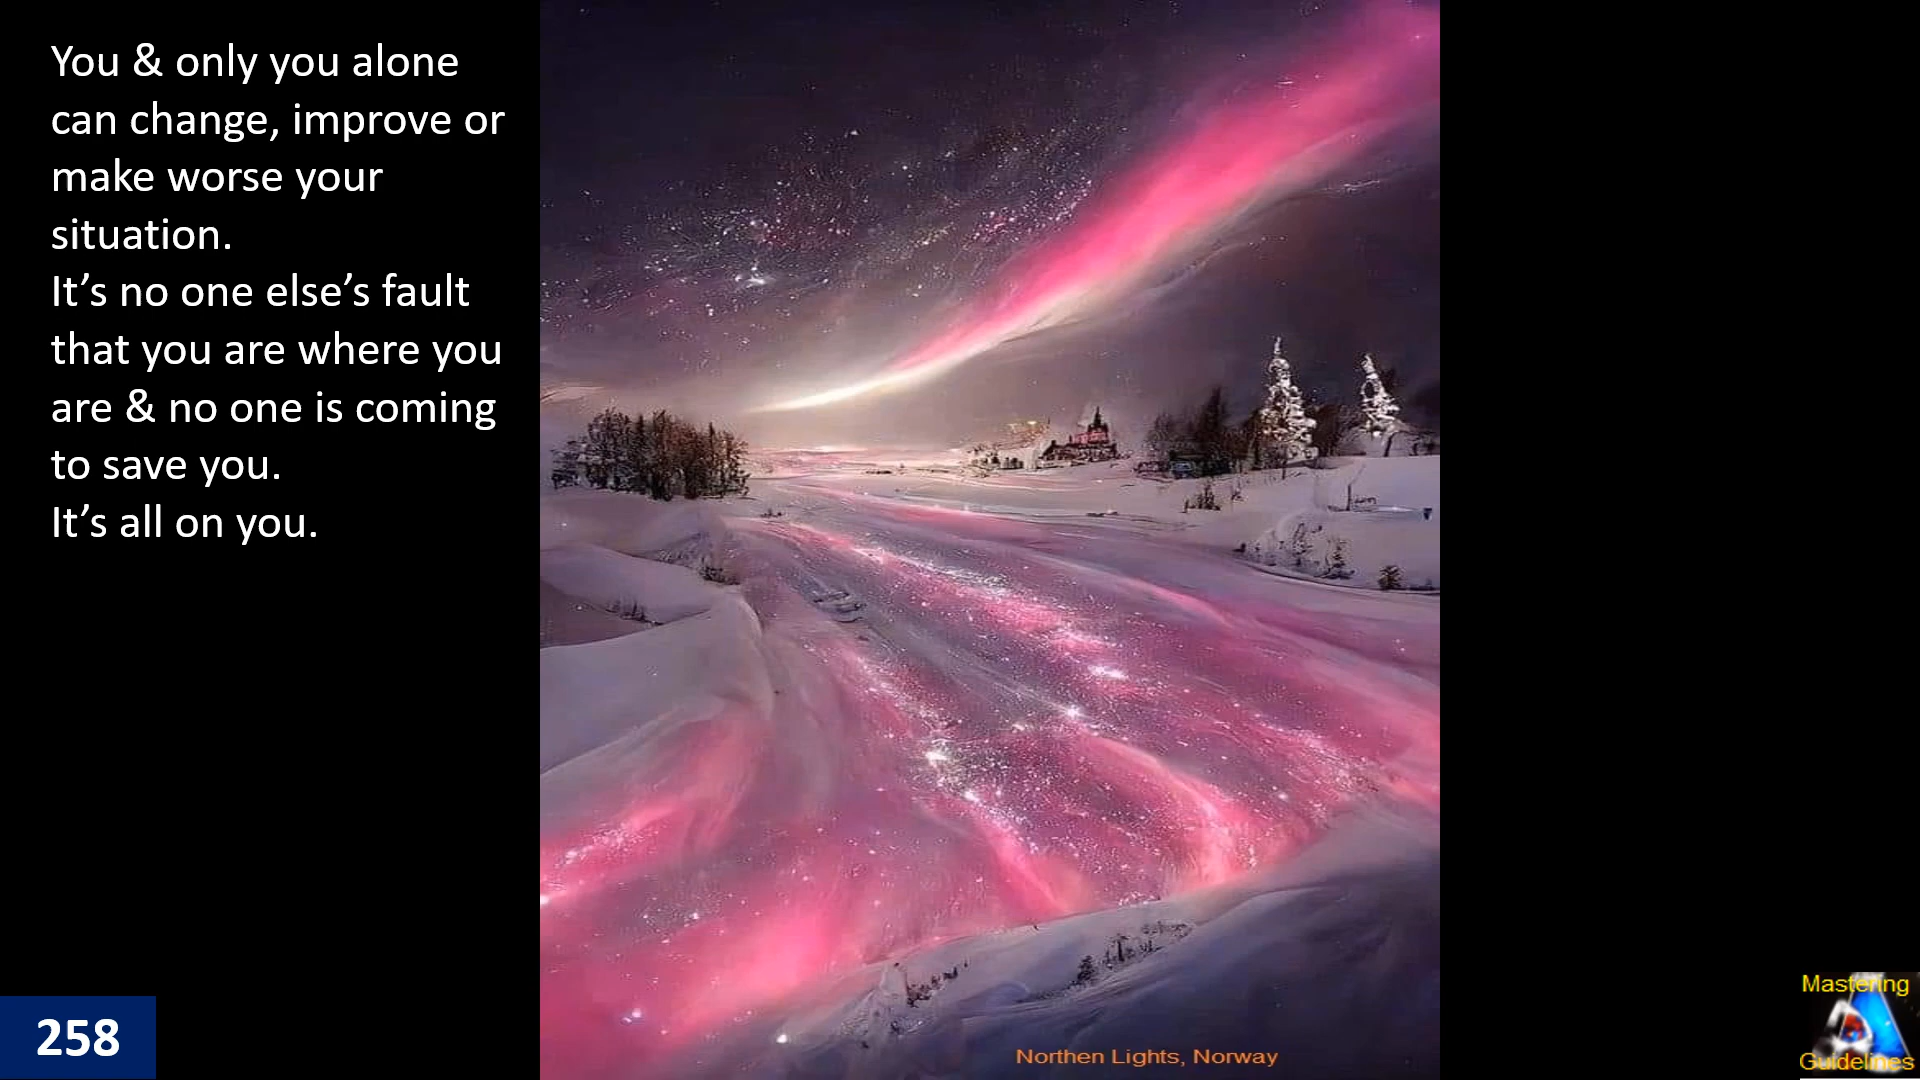 You & only you alone
can change, improve or
make worse your
situation.
It’s no one else’s fault
that you are where you
are & no one is coming
to save you.
It’s all on you.
258
Northen Lights, Norway
Mastering
Guidelines